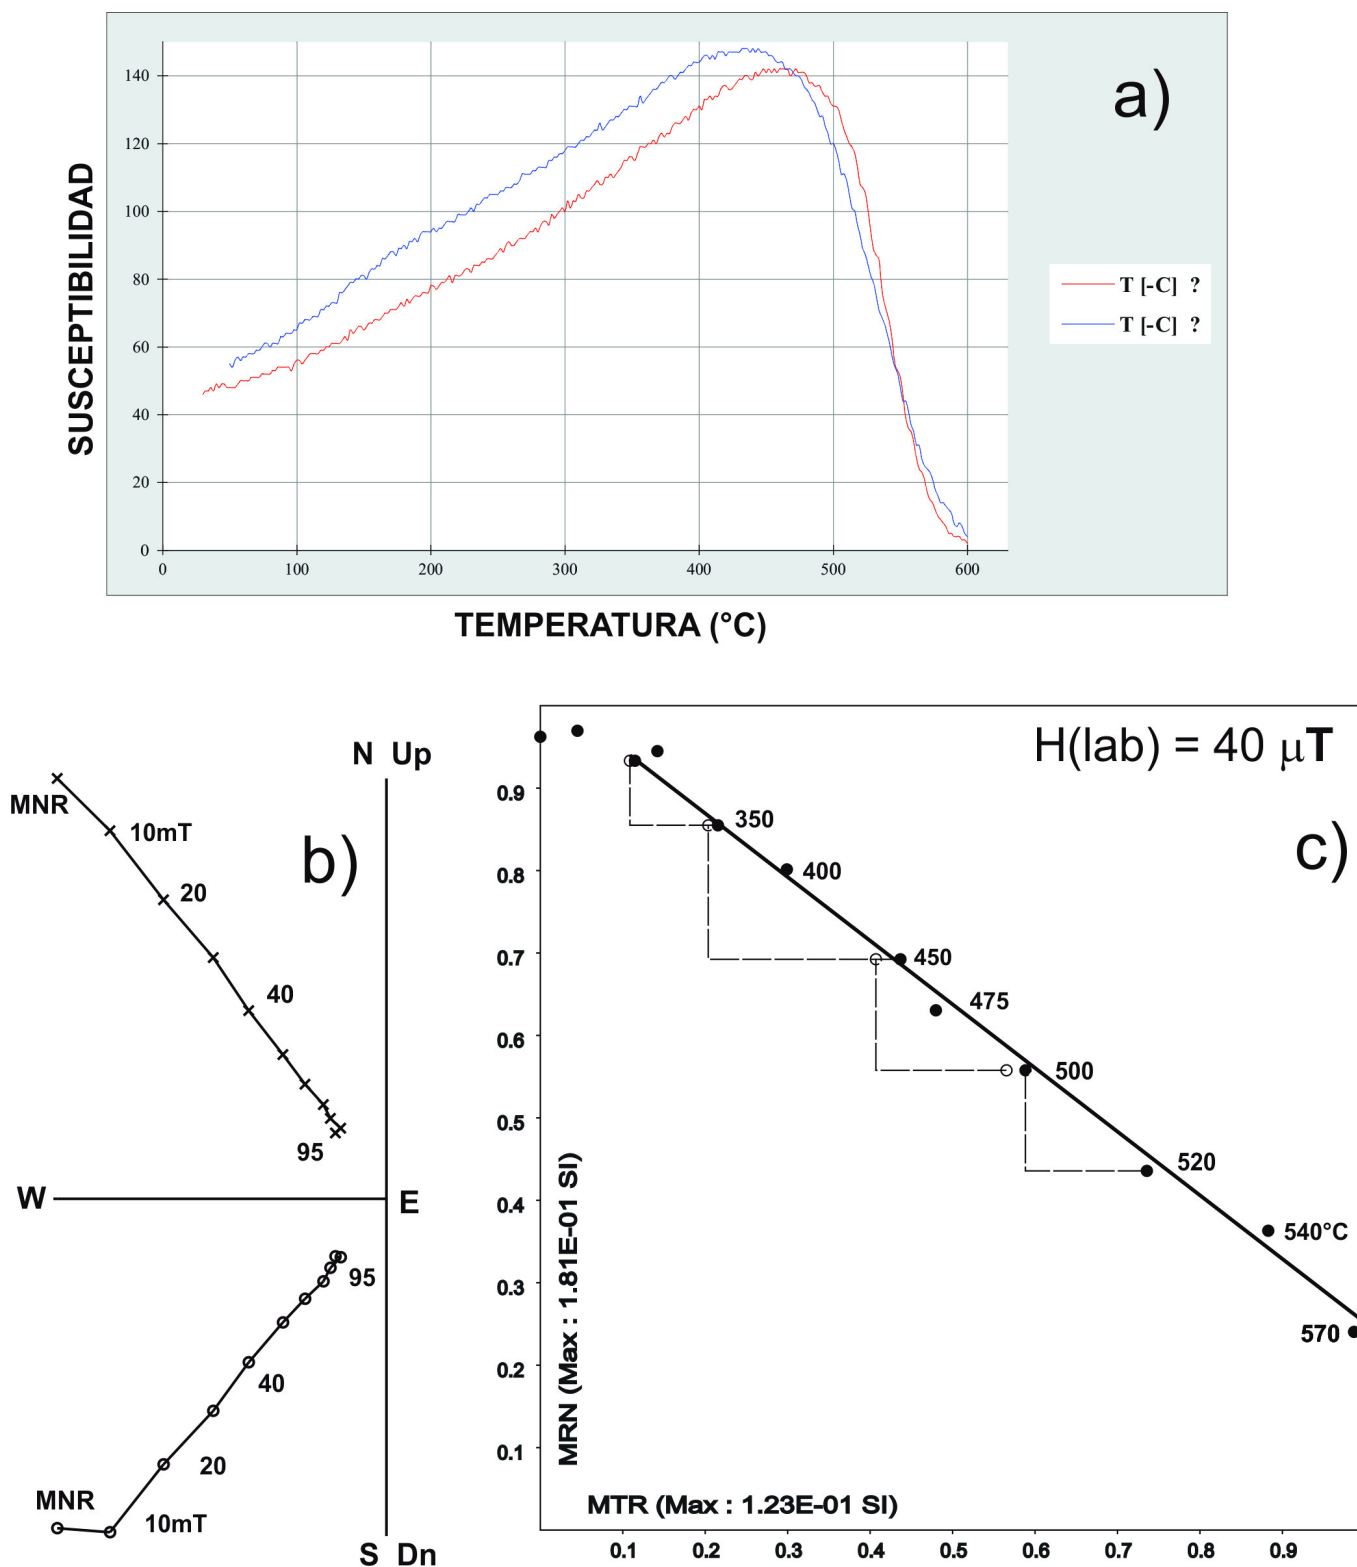 a)
SUSCEPTIBILIDAD
140
120
100
80
60
40
20
0
0 100 200 300 400 500 600
T [-C] ?
T [-C] ?
TEMPERATURA (°C)
b)
N Up
MNR
10mT
20
40
95
W E
95
40
20
MNR
10mT
S Dn
c)
H(lab) = 40 µT
0.9
0.8
0.7
0.6
0.5
0.4
0.3
0.2
0.1
350
400
450
475
500
520
540°C
570
MRN (Max : 1.81E-01 SI)
MTR (Max : 1.23E-01 SI)
0.1 0.2 0.3 0.4 0.5 0.6 0.7 0.8 0.9